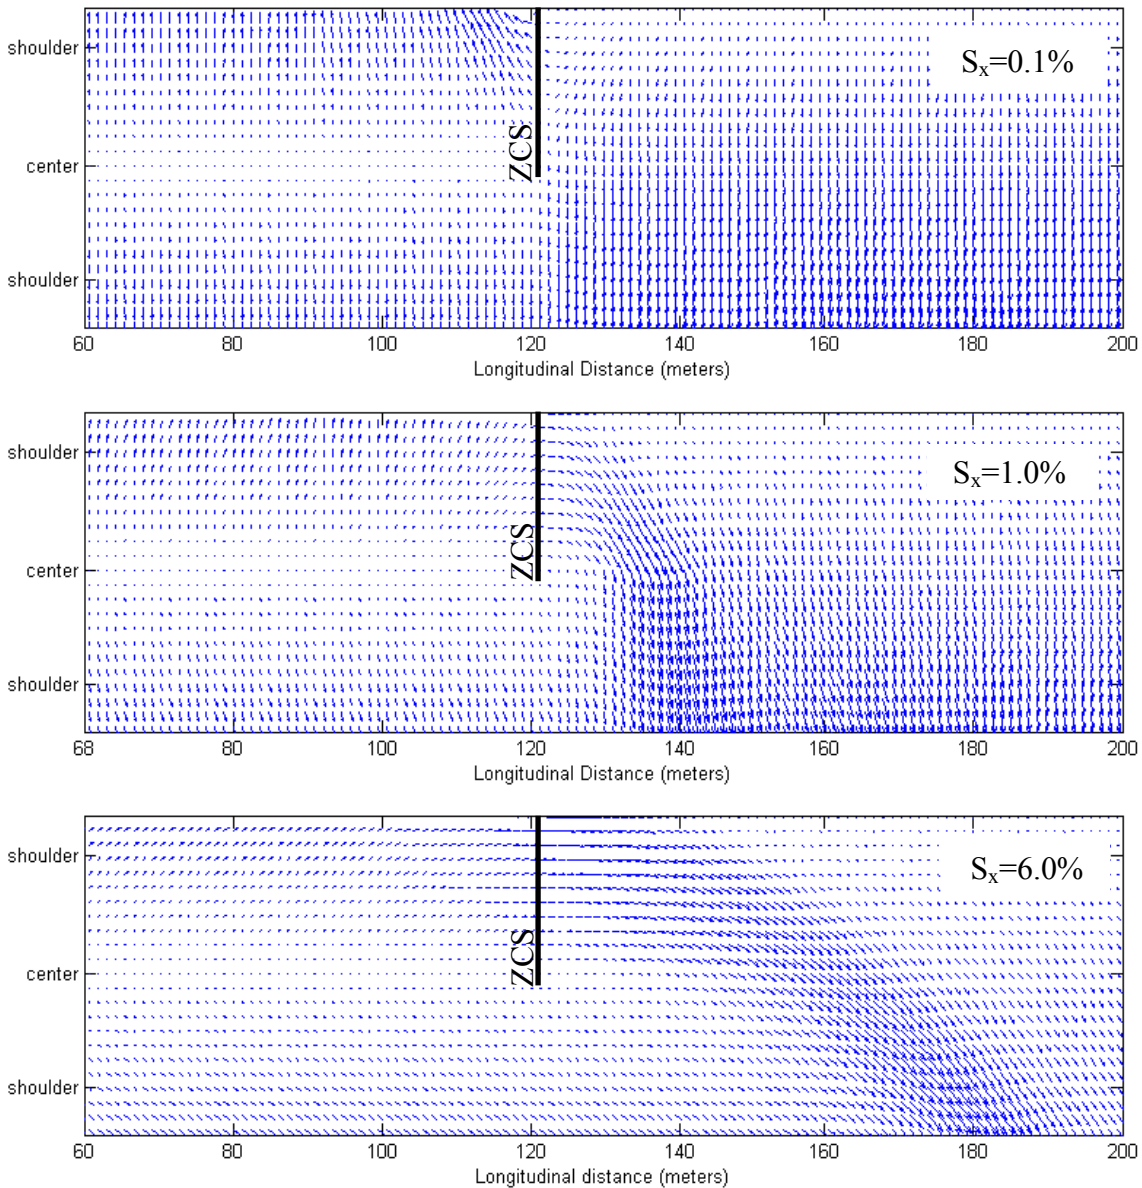 shoulder
center
shoulder
ZCS
Sx=0.1%
60 80 100 120 140 160 180 200
Longitudinal Distance (meters)
shoulder
center
shoulder
ZCS
Sx=1.0%
68 80 100 120 140 160 180 200
Longitudinal Distance (meters)
shoulder
center
shoulder
ZCS
Sx=6.0%
60 80 100 120 140 160 180 200
Longitudinal distance (meters)